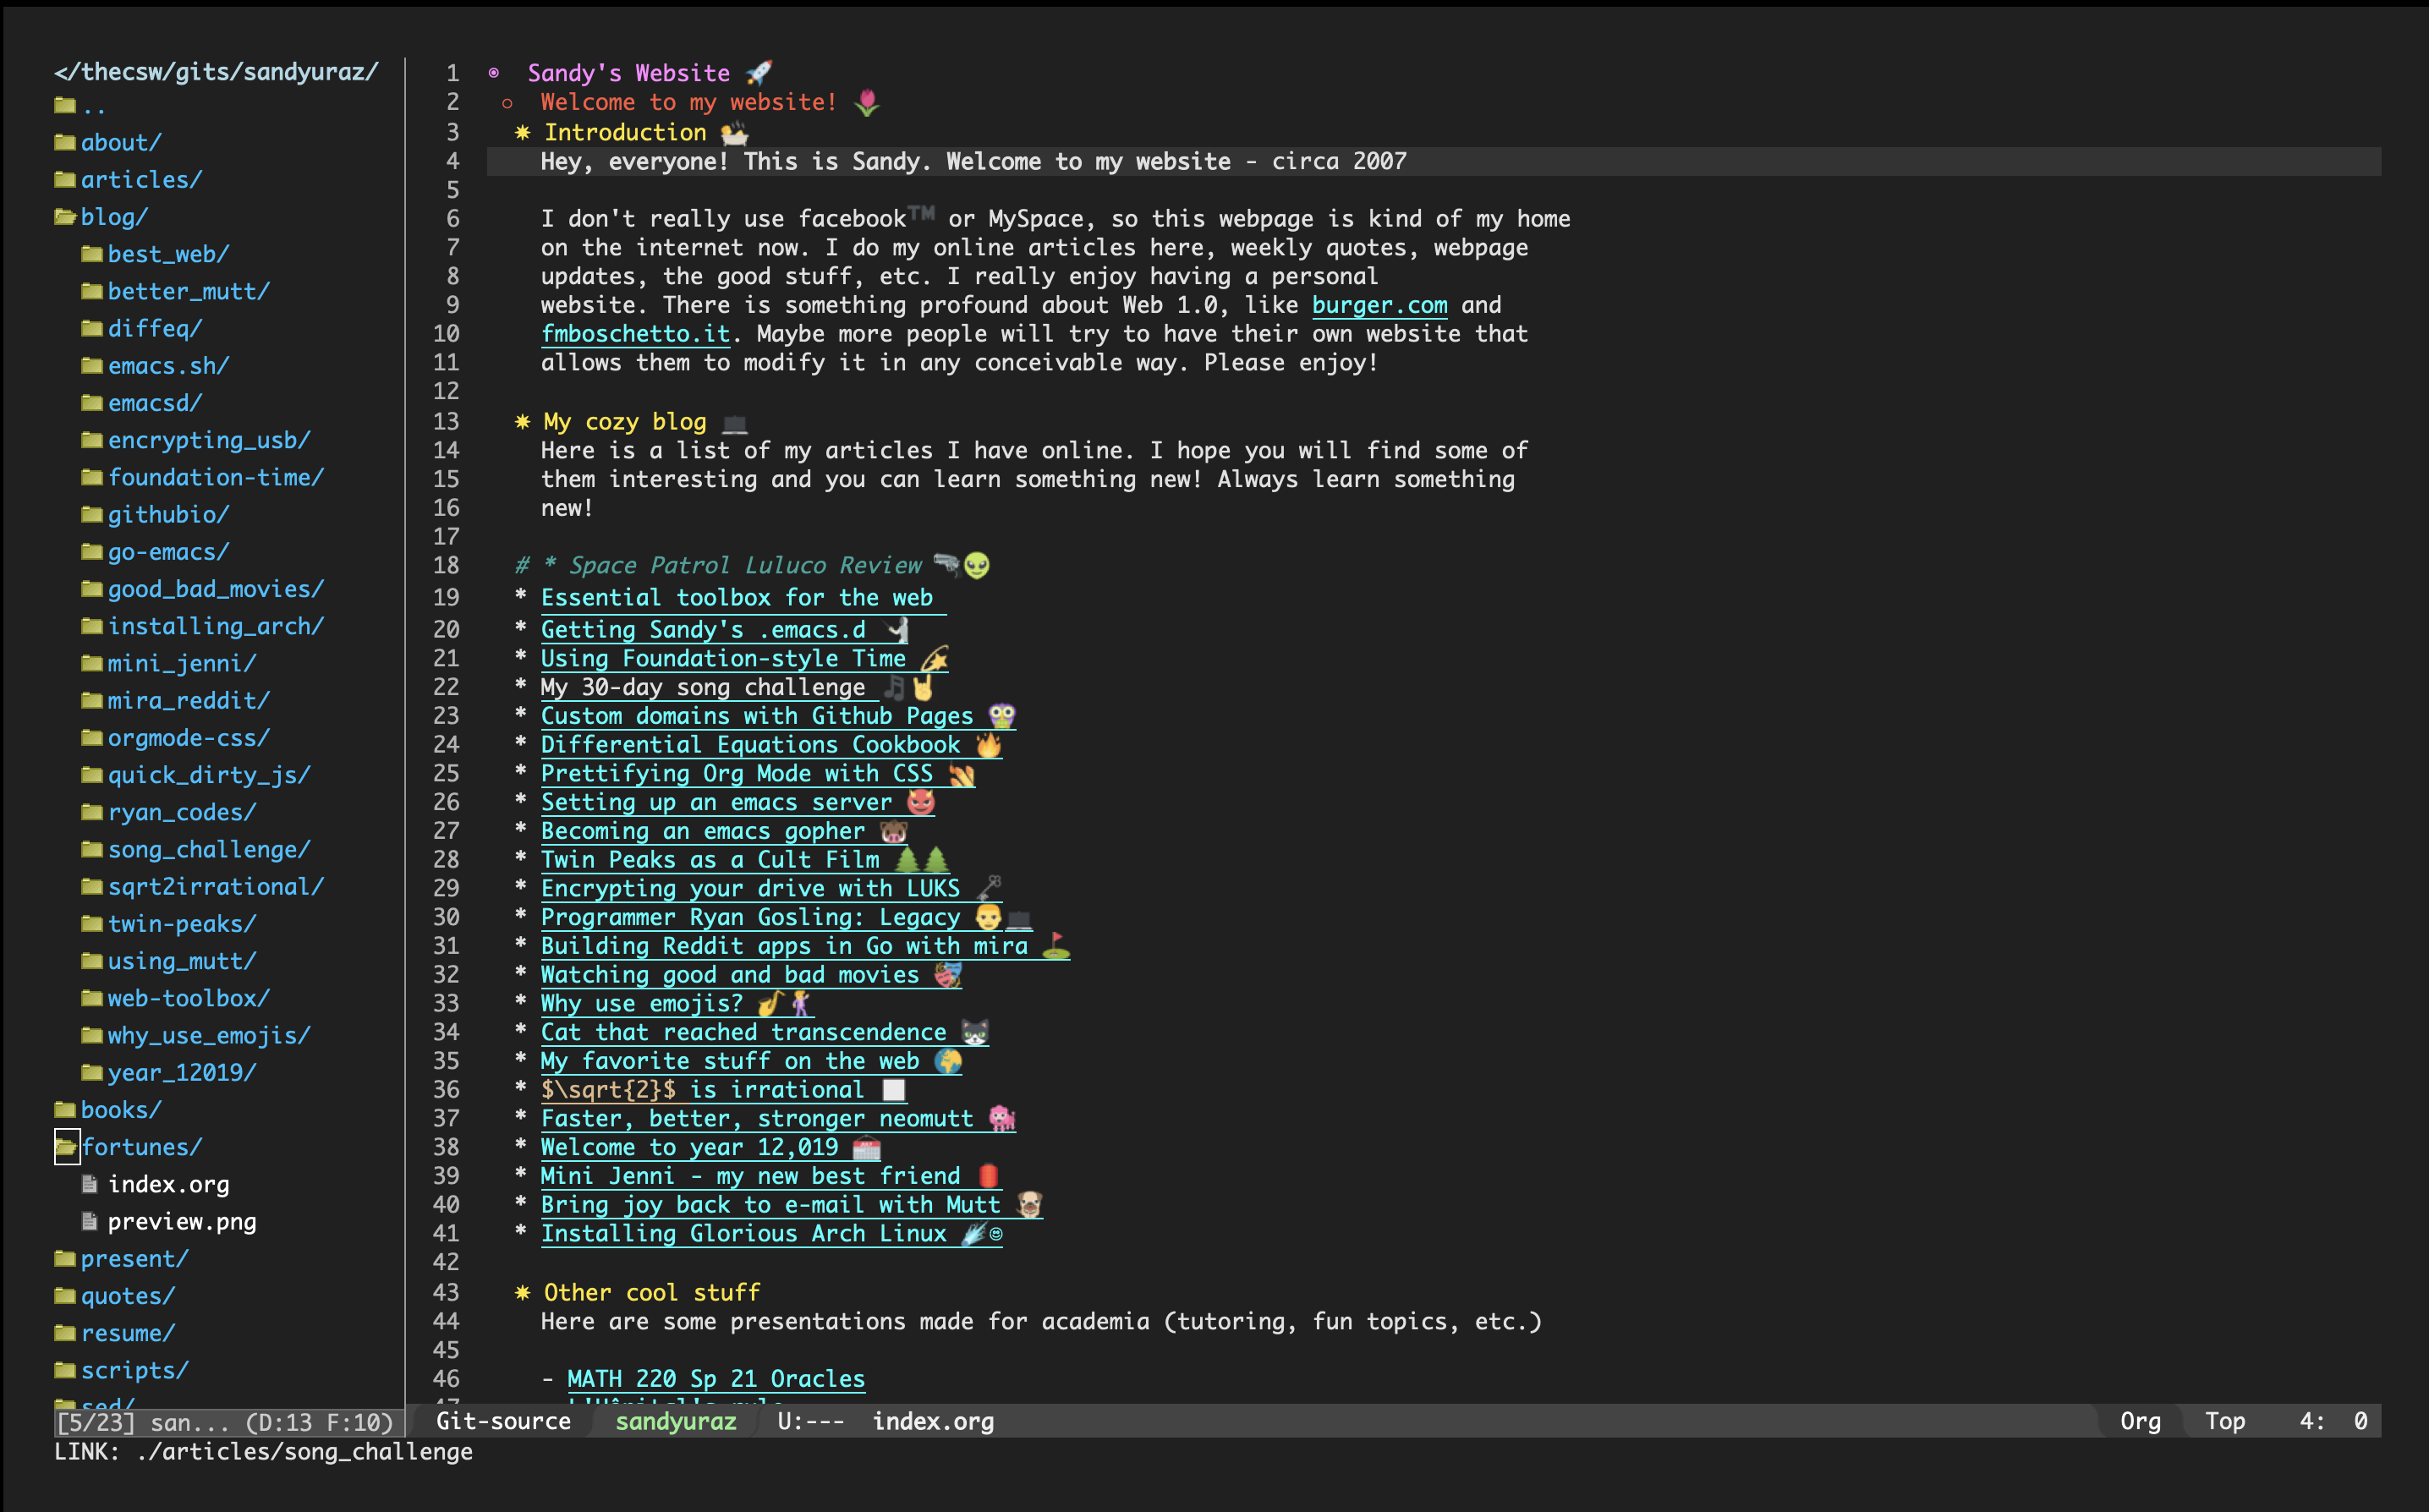 </thecsw/gits/sandyuraz/
..
about/
articles/
blog/
best_web/
better_mutt/
diffeq/
emacs.sh/
emacsd/
encrypting_usb/
foundation-time/
githubio/
go-emacs/
good_bad_movies/
installing_arch/
mini_jenni/
mira_reddit/
orgmode-css/
quick_dirty_js/
ryan_codes/
song_challenge/
sqrt2irrational/
twin-peaks/
using_mutt/
web-toolbox/
why_use_emojis/
year_12019/
books/
fortunes/
index.org
preview.png
present/
quotes/
resume/
scripts/
sed/
[5/23] san... (D:13 F:10)
1 Sandy's Website 🚀
2 Welcome to my website! 🌷
3 ✷ Introduction 🛀
4 Hey, everyone! This is Sandy. Welcome to my website - circa 2007
5
6 I don't really use facebook™ or MySpace, so this webpage is kind of my home
7 on the internet now. I do my online articles here, weekly quotes, webpage
8 updates, the good stuff, etc. I really enjoy having a personal
9 website. There is something profound about Web 1.0, like burger.com and
10 fmboschetto.it. Maybe more people will try to have their own website that
11 allows them to modify it in any conceivable way. Please enjoy!
12
13 ✷ My cozy blog 💻
14 Here is a list of my articles I have online. I hope you will find some of
15 them interesting and you can learn something new! Always learn something
16 new!
17
18 # * Space Patrol Luluco Review 🔫👽
19 * Essential toolbox for the web
20 * Getting Sandy's .emacs.d 🤺
21 * Using Foundation-style Time 💫
22 * My 30-day song challenge 🎵🤘
23 * Custom domains with Github Pages 🦉
24 * Differential Equations Cookbook 🔥
25 * Prettifying Org Mode with CSS 💅
26 * Setting up an emacs server 😈
27 * Becoming an emacs gopher 🐗
28 * Twin Peaks as a Cult Film 🌲🌲
29 * Encrypting your drive with LUKS 🗝
30 * Programmer Ryan Gosling: Legacy 👨💻
31 * Building Reddit apps in Go with mira ⛳
32 * Watching good and bad movies 🎭
33 * Why use emojis? 🎷🚶
34 * Cat that reached transcendence 🐱
35 * My favorite stuff on the web 🌍
36 * $\sqrt{2}$ is irrational ⬜
37 * Faster, better, stronger neomutt 🐩
38 * Welcome to year 12,019 📅
39 * Mini Jenni - my new best friend 🏮
40 * Bring joy back to e-mail with Mutt 🐶
41 * Installing Glorious Arch Linux ☄
42
43 ✷ Other cool stuff
44 Here are some presentations made for academia (tutoring, fun topics, etc.)
45
46 - MATH 220 Sp 21 Oracles
Git-source sandyuraz U:--- index.org Org Top 4: 0
LINK: ./articles/song_challenge